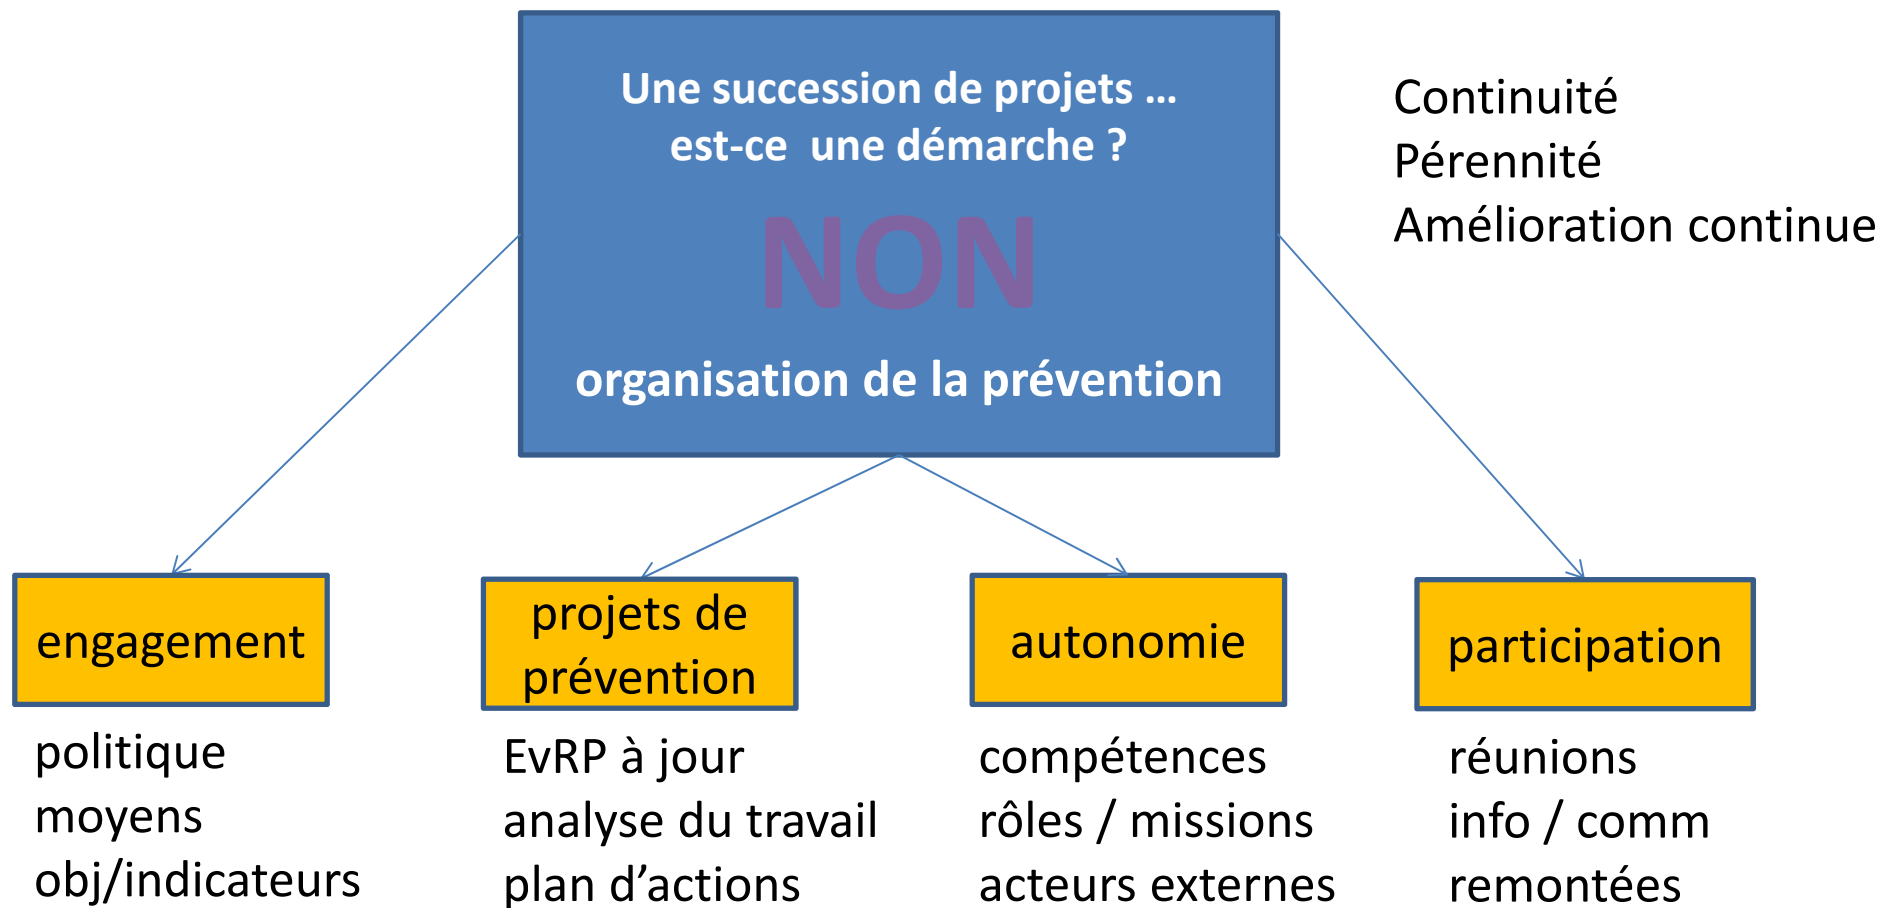 Une succession de projets ...
est-ce une démarche ?
NON
organisation de la prévention
Continuité
Pérennité
Amélioration continue
engagement
politique
moyens
obj/indicateurs
projets de
prévention
EvRP à jour
analyse du travail
plan d’actions
autonomie
compétences
rôles / missions
acteurs externes
participation
réunions
info / comm
remontées